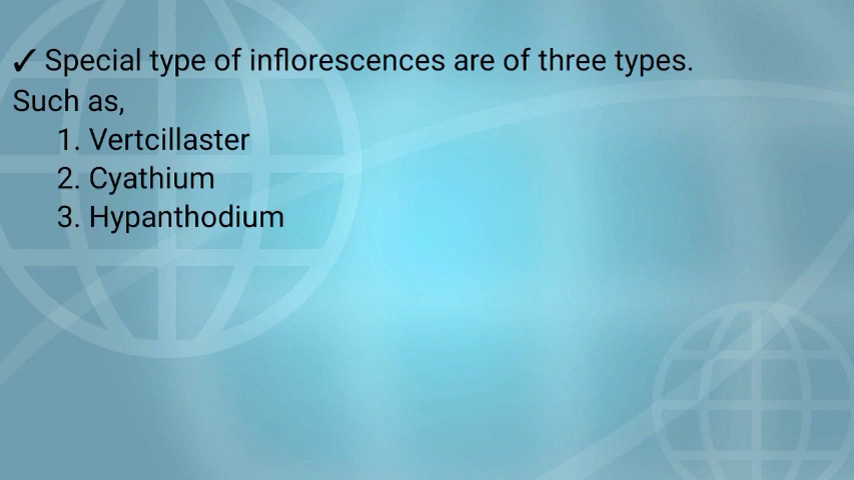 ✓ Special type of inflorescences are of three types.
Such as,
1. Vertcillaster
2. Cyathium
3. Hypanthodium